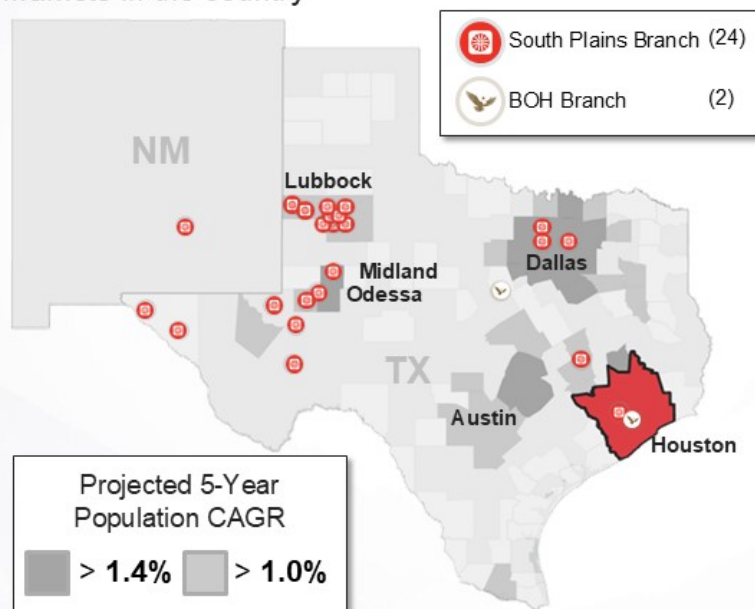 South Plains Branch (24)
BOH Branch (2)
NM
Lubbock
Midland
Odessa
Dallas
TX
Austin
Houston
Projected 5-Year
Population CAGR
> 1.4% > 1.0%